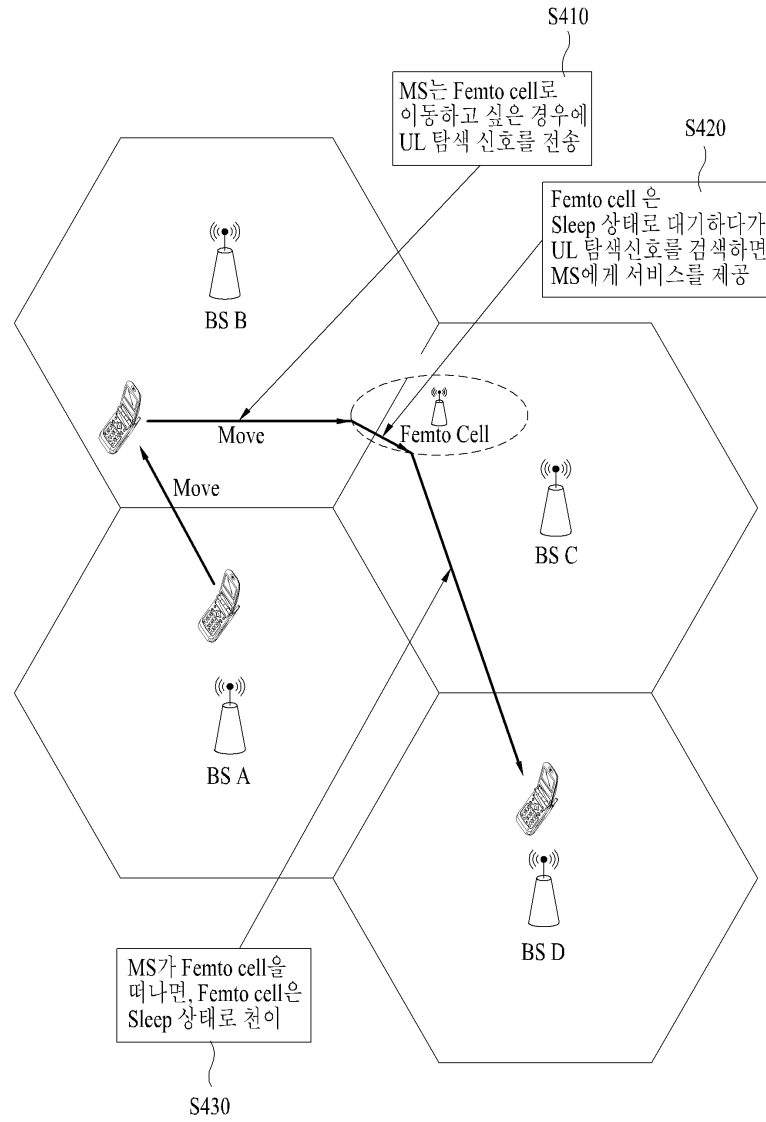 S410
MS는 Femto cell로
이동하고 싶은 경우에
UL 탐색 신호를 전송
S420
Femto cell 은
Sleep 상태로 대기하다가
UL 탐색신호를 검색하면
MS에게 서비스를 제공
BS B
Move
Femto Cell
Move
BS C
BS A
BS D
MS가 Femto cell을
떠나면, Femto cell은
Sleep 상태로 천이
S430